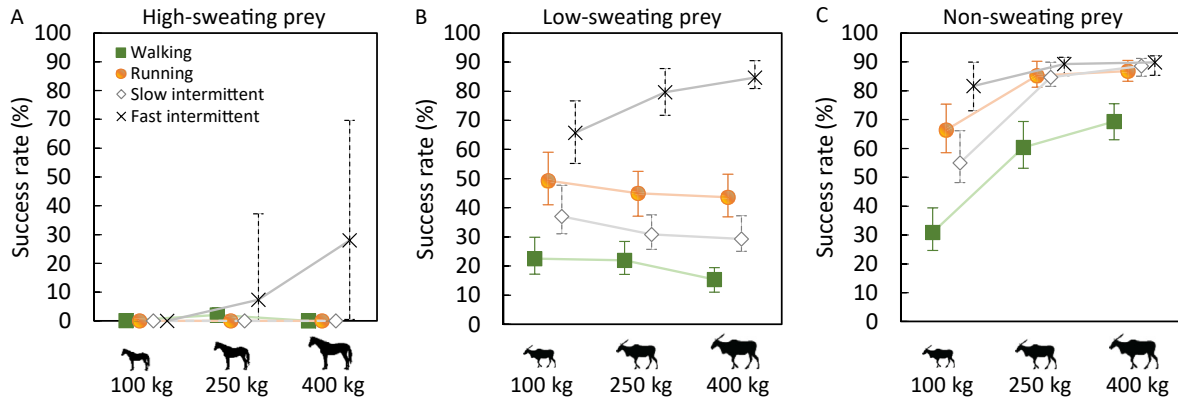 A High-sweating prey
Success rate (%)
100
90
80
70
60
50
40
30
20
10
0
Walking
Running
Slow intermittent
Fast intermittent
100 kg 250 kg 400 kg
B Low-sweating prey
Success rate (%)
100
90
80
70
60
50
40
30
20
10
0
100 kg 250 kg 400 kg
C Non-sweating prey
Success rate (%)
100
90
80
70
60
50
40
30
20
10
0
100 kg 250 kg 400 kg